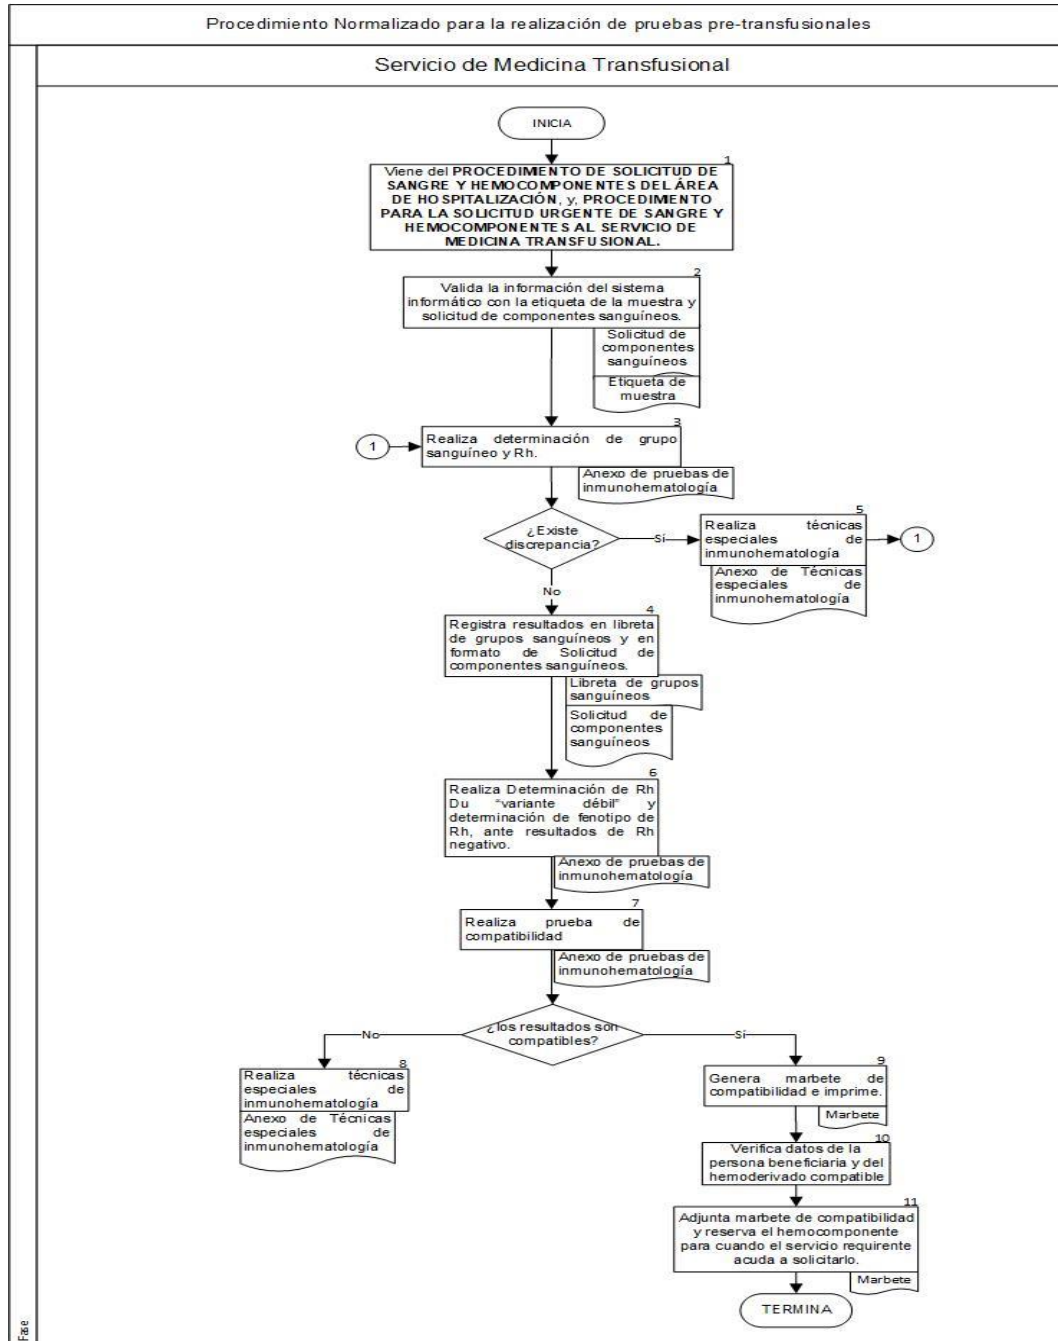 Procedimiento Normalizado para la realización de pruebas pre-transfusionales
Servicio de Medicina Transfusional
INICIA
1
Viene del PROCEDIMIENTO DE SOLICITUD DE
SANGRE Y HEMOCOMPONENTES DEL ÁREA
DE HOSPITALIZACIÓN, y, PROCEDIMIENTO
PARA LA SOLICITUD URGENTE DE SANGRE Y
HEMOCOMPONENTES AL SERVICIO DE
MEDICINA TRANSFUSIONAL.
2
Valida la información del sistema
informático con la etiqueta de la muestra y
solicitud de componentes sanguíneos.
Solicitud de
componentes
sanguíneos
Etiqueta de
muestra
3
1
Realiza determinación de grupo
sanguíneo y Rh.
Anexo de pruebas de
inmunohematología
¿Existe
discrepancia?
Sí
5
Realiza técnicas
especiales de
inmunohematología
1
Anexo de Técnicas
especiales de
inmunohematología
No
4
Registra resultados en libreta
de grupos sanguíneos y en
formato de Solicitud de
componentes sanguíneos.
Libreta de grupos
sanguíneos
Solicitud de
componentes
sanguíneos
6
Realiza Determinación de Rh
Du “variante débil” y
determinación de fenotipo de
Rh, ante resultados de Rh
negativo.
Anexo de pruebas de
inmunohematología
7
Realiza prueba de
compatibilidad
Anexo de pruebas de
inmunohematología
¿los resultados son
compatibles?
No
8
Realiza técnicas
especiales de
inmunohematología
Anexo de Técnicas
especiales de
inmunohematología
Sí
9
Genera marbete de
compatibilidad e imprime.
Marbete
10
Verifica datos de la
persona beneficiaria y del
hemoderivado compatible
11
Adjunta marbete de compatibilidad
y reserva el hemocomponente
para cuando el servicio requirente
acuda a solicitarlo.
Marbete
TERMINA
Fase